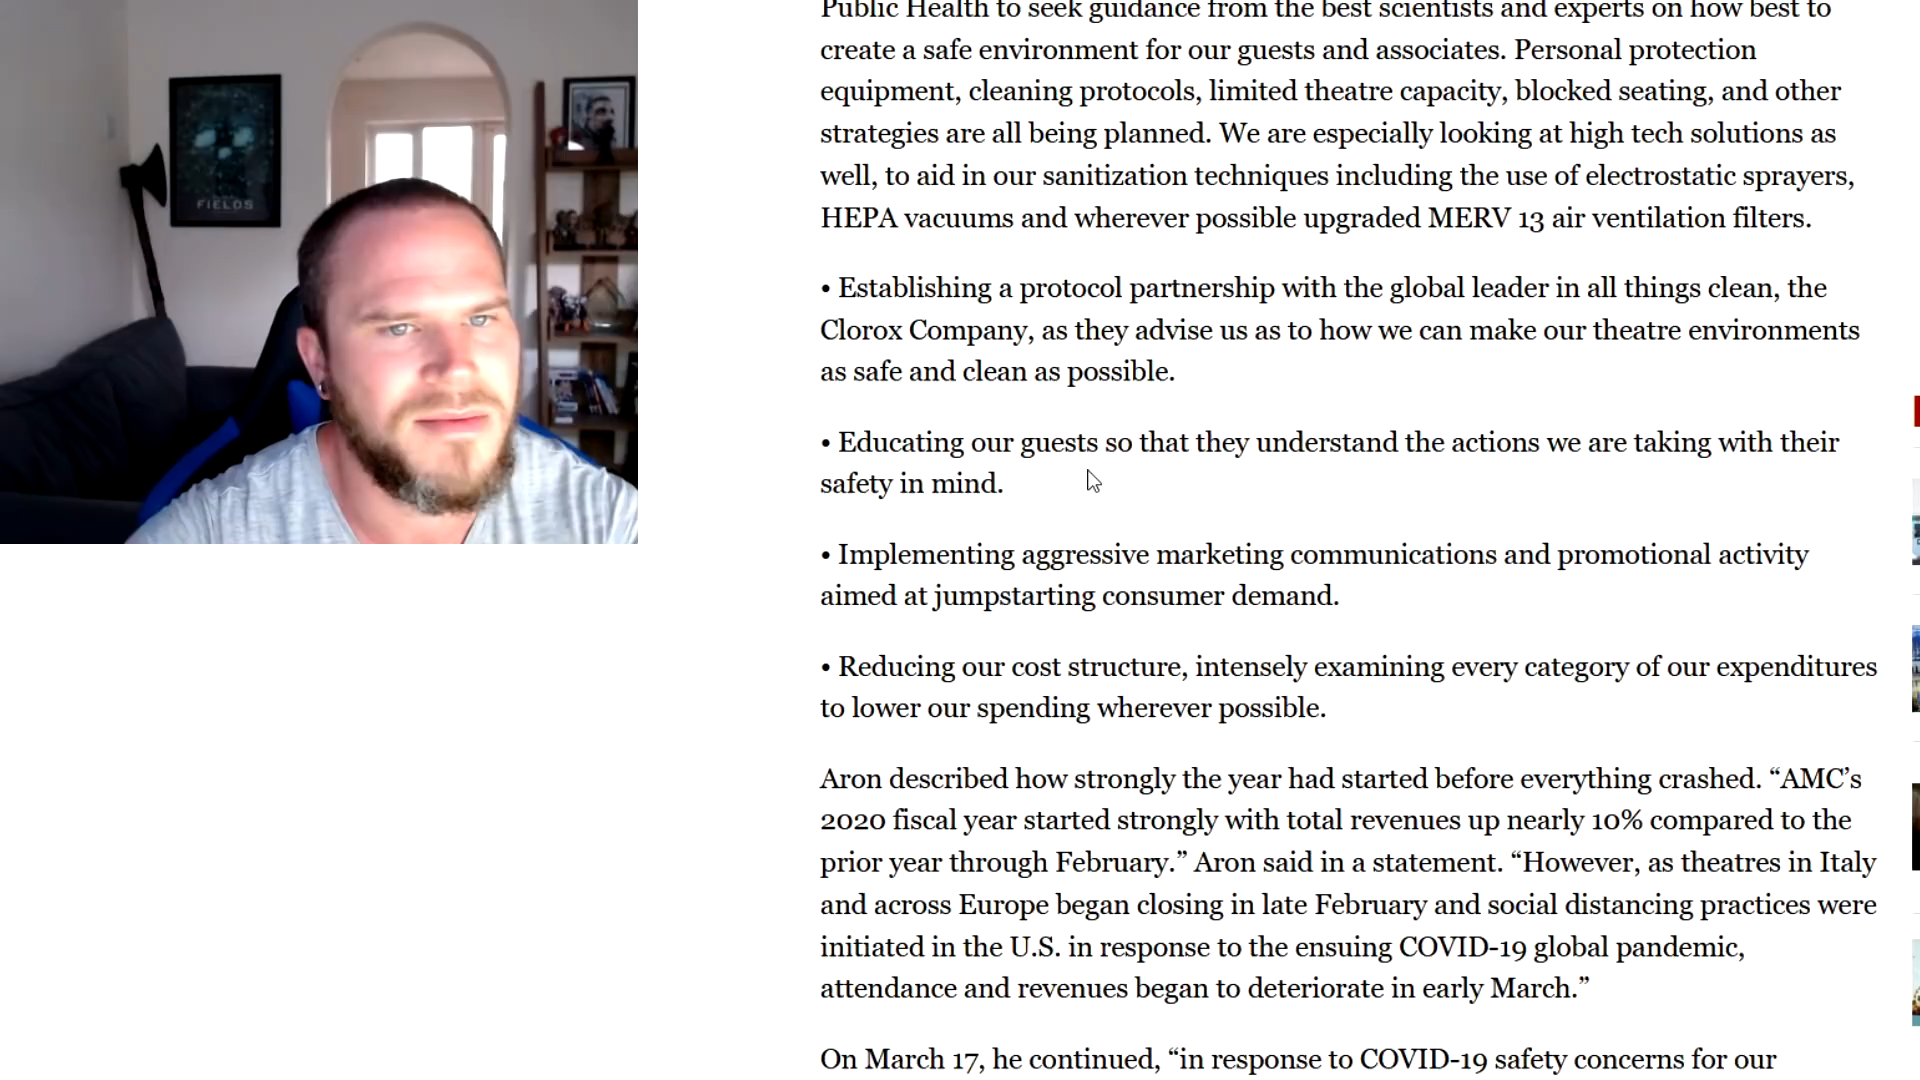 FIELDS
Public Health to seek guidance from the best scientists and experts on how best to
create a safe environment for our guests and associates. Personal protection
equipment, cleaning protocols, limited theatre capacity, blocked seating, and other
strategies are all being planned. We are especially looking at high tech solutions as
well, to aid in our sanitization techniques including the use of electrostatic sprayers,
HEPA vacuums and wherever possible upgraded MERV 13 air ventilation filters.
• Establishing a protocol partnership with the global leader in all things clean, the
Clorox Company, as they advise us as to how we can make our theatre environments
as safe and clean as possible.
• Educating our guests so that they understand the actions we are taking with their
safety in mind.
• Implementing aggressive marketing communications and promotional activity
aimed at jumpstarting consumer demand.
• Reducing our cost structure, intensely examining every category of our expenditures
to lower our spending wherever possible.
Aron described how strongly the year had started before everything crashed. “AMC’s
2020 fiscal year started strongly with total revenues up nearly 10% compared to the
prior year through February.” Aron said in a statement. “However, as theatres in Italy
and across Europe began closing in late February and social distancing practices were
initiated in the U.S. in response to the ensuing COVID-19 global pandemic,
attendance and revenues began to deteriorate in early March.”
On March 17, he continued, “in response to COVID-19 safety concerns for our